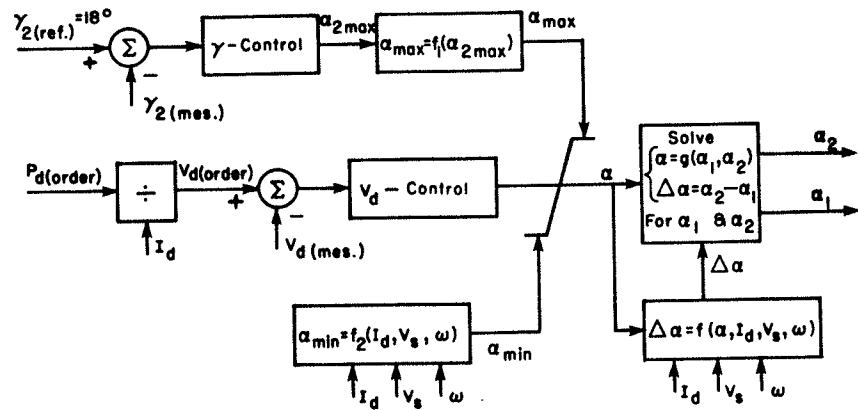 γ2(ref.)=18°
+
Σ
−
γ2(mes.)
γ-Control
α2max
αmax=f1(α2max)
αmax
Pd(order)
÷
Id
Vd(order)
+
Σ
−
Vd(mes.)
Vd - Control
α
Solve
α=g(α1,α2)
Δα=α2-α1
For α1 & α2
α2
α1
αmin=f2(Id,Vs,ω)
αmin
Id Vs ω
Δα
Δα=f(α,Id,Vs,ω)
Id Vs ω